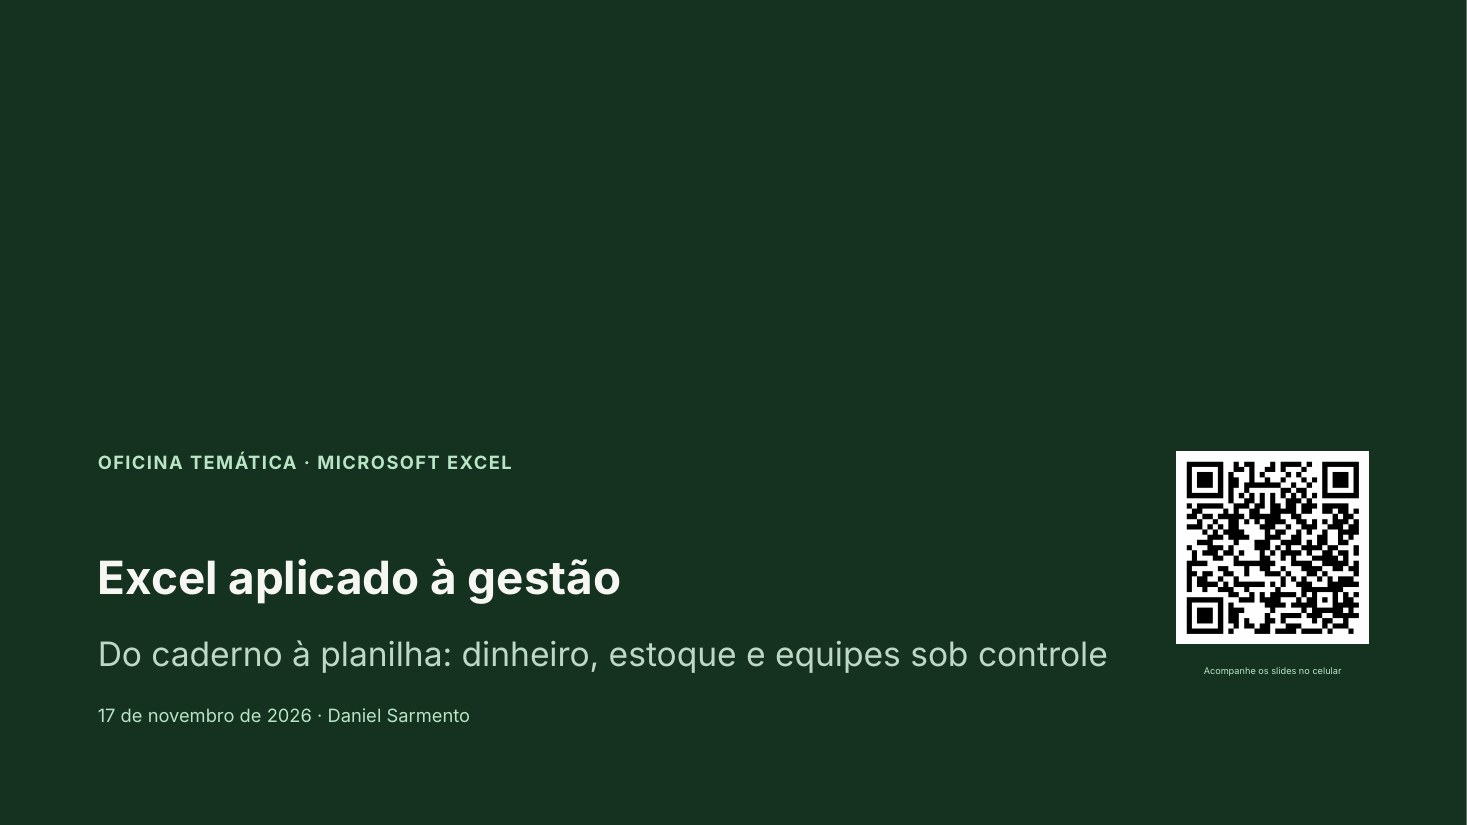 OFICINA TEMÁTICA · MICROSOFT EXCEL
Excel aplicado à gestão
Do caderno à planilha: dinheiro, estoque e equipes sob controle
17 de novembro de 2026 · Daniel Sarmento
Acompanhe os slides no celular